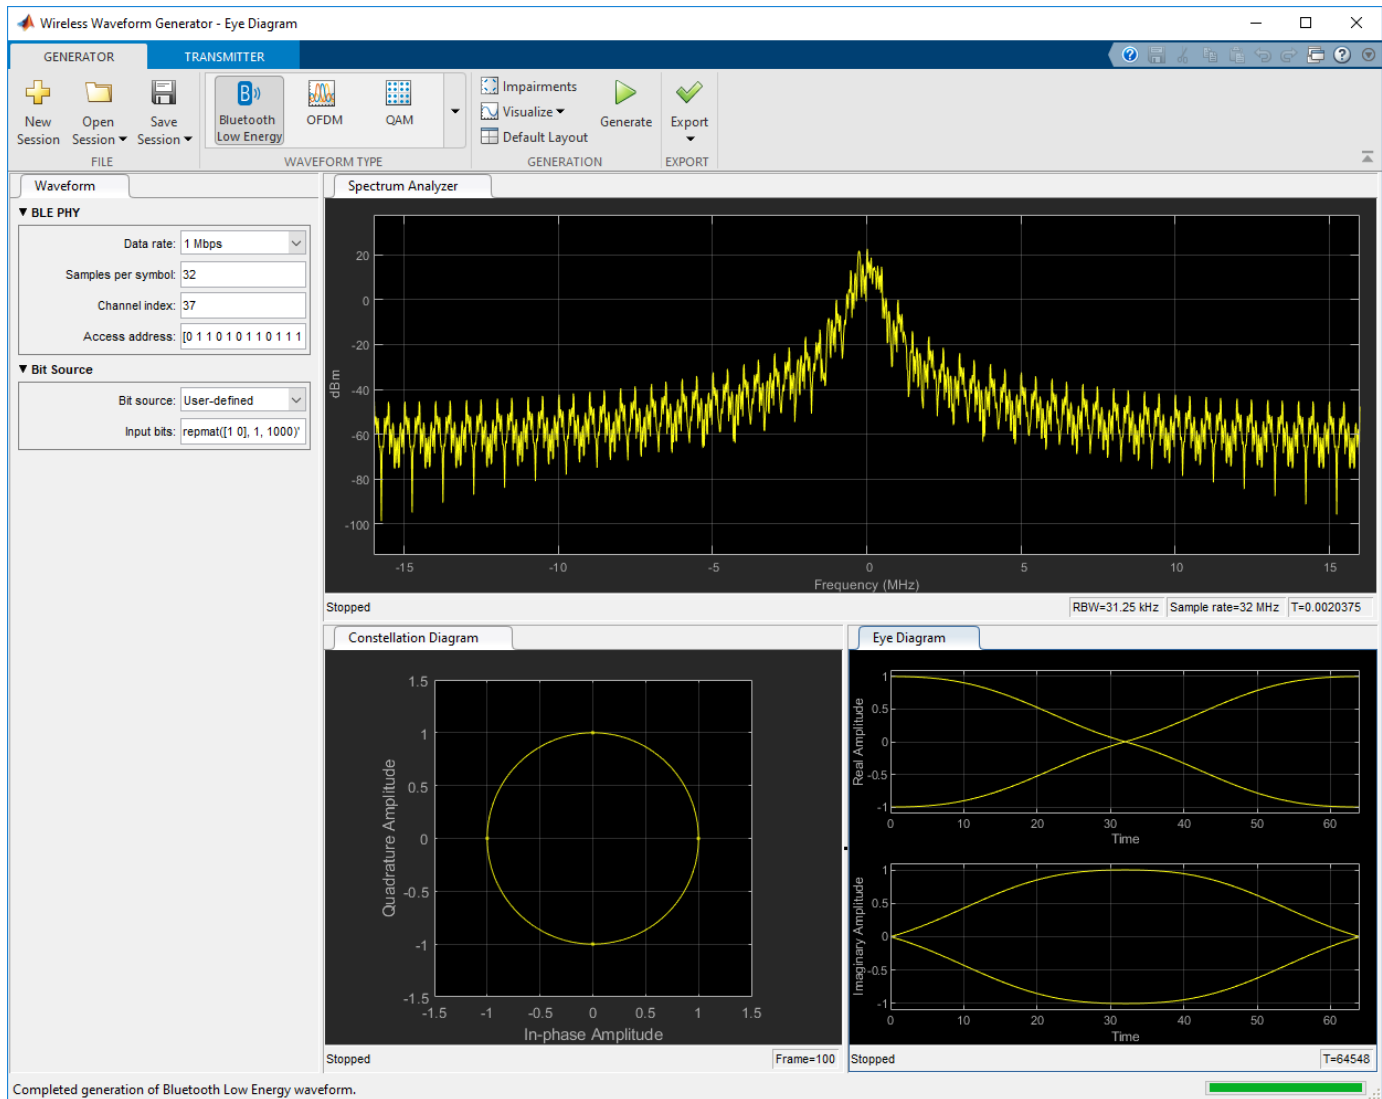 Wireless Waveform Generator - Eye Diagram
GENERATOR
TRANSMITTER
New
Session
Open
Session
Save
Session
FILE
Bluetooth
Low Energy
OFDM
QAM
WAVEFORM TYPE
Impairments
Visualize
Default Layout
Generate
GENERATION
Export
EXPORT
Waveform
BLE PHY
Data rate: 1 Mbps
Samples per symbol: 32
Channel index: 37
Access address: [0 1 1 0 1 0 1 1 0 1 1 1
Bit Source
Bit source: User-defined
Input bits: repmat([1 0], 1, 1000)'
Spectrum Analyzer
20
0
-20
-40
-60
-80
-100
dBm
-15 -10 -5 0 5 10 15
Frequency (MHz)
Stopped
RBW=31.25 kHz Sample rate=32 MHz T=0.0020375
Constellation Diagram
1.5
1
0.5
0
-0.5
-1
-1.5
Quadrature Amplitude
-1.5 -1 -0.5 0 0.5 1 1.5
In-phase Amplitude
Stopped
Frame=100
Eye Diagram
1
0.5
0
-0.5
-1
Real Amplitude
0 10 20 30 40 50 60
Time
1
0.5
0
-0.5
-1
Imaginary Amplitude
0 10 20 30 40 50 60
Time
Stopped
T=64548
Completed generation of Bluetooth Low Energy waveform.